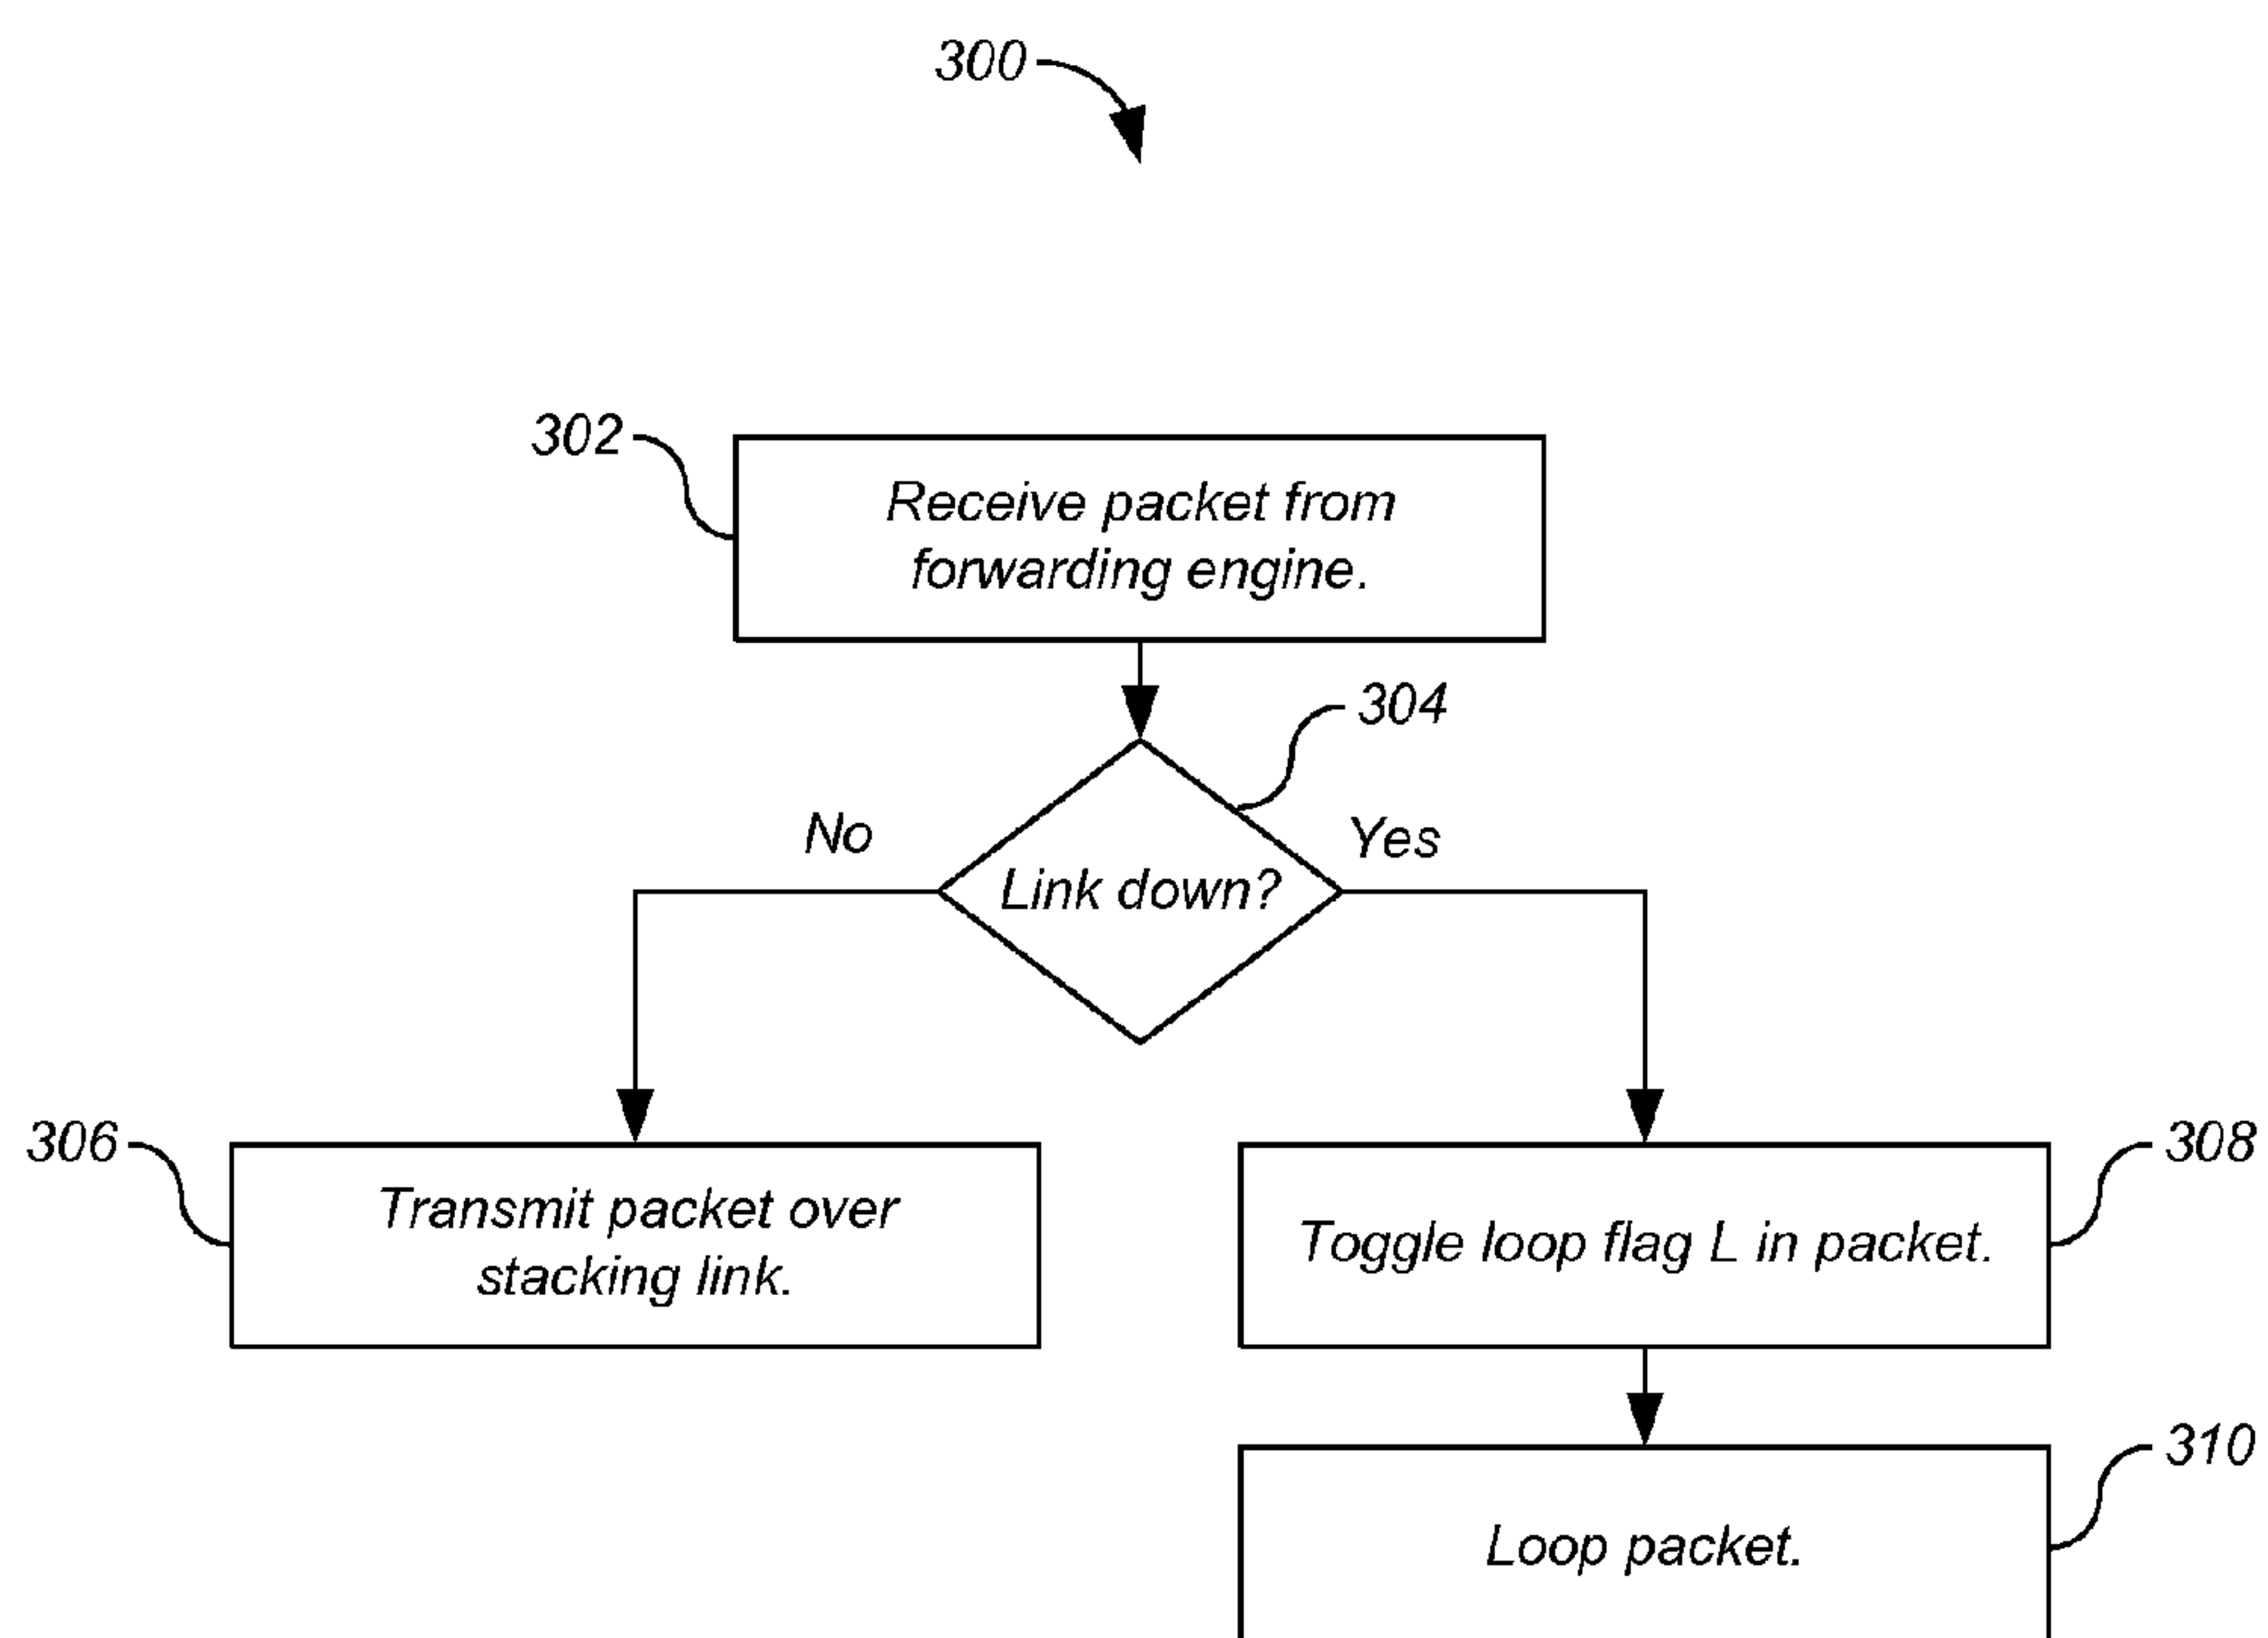 300
302
Receive packet from
forwarding engine.
304
No
Yes
Link down?
306
Transmit packet over
stacking link.
308
Toggle loop flag L in packet.
310
Loop packet.